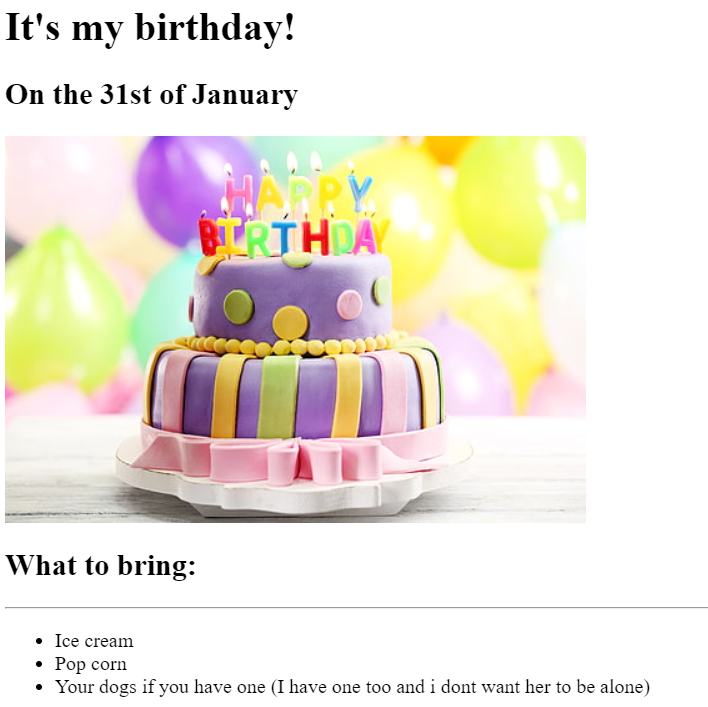 It's my birthday!
On the 31st of January
HAPPY
BIRTHDAY
What to bring:
Ice cream
Pop corn
Your dogs if you have one (I have one too and i dont want her to be alone)